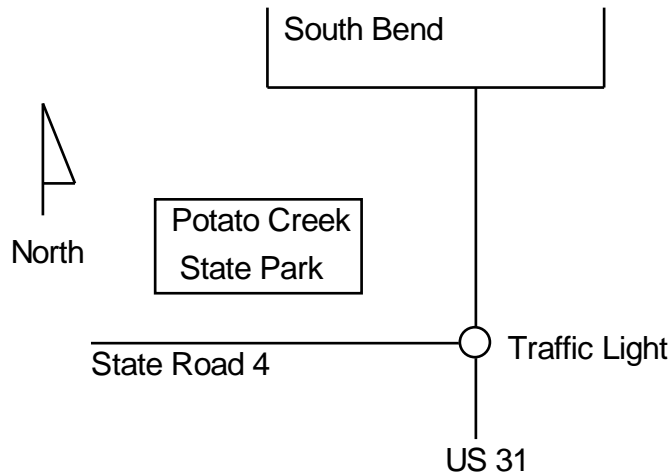 South Bend
North
Potato Creek
State Park
State Road 4
Traffic Light
US 31